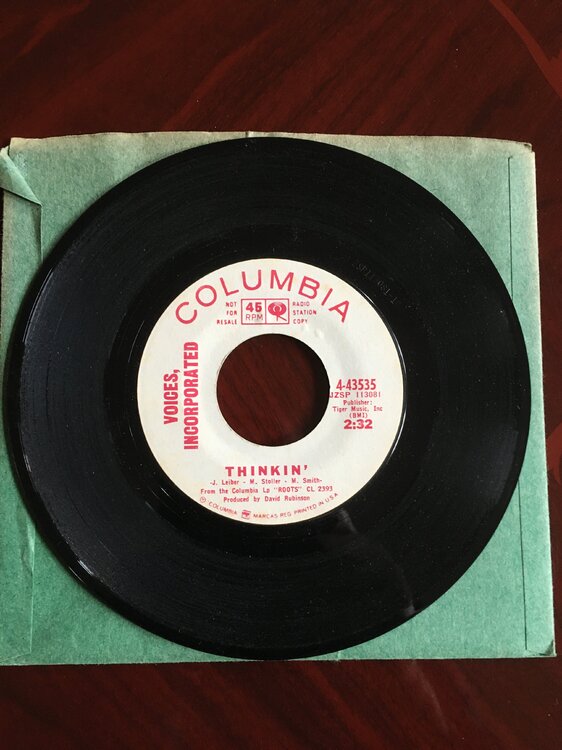 COLUMBIA
NOT FOR RESALE
45 RPM
RADIO STATION COPY
VOICES,
INCORPORATED
4-43535
JZSP 113081
Publisher:
Tiger Music, Inc
(BMI)
2:32
THINKIN'
-J. Leiber - M. Stoller - W. Smith-
From the Columbia Lp "ROOTS" CL 2393
Produced by David Rubinson
Ⓟ COLUMBIA MARCAS REG. PRINTED IN U.S.A.